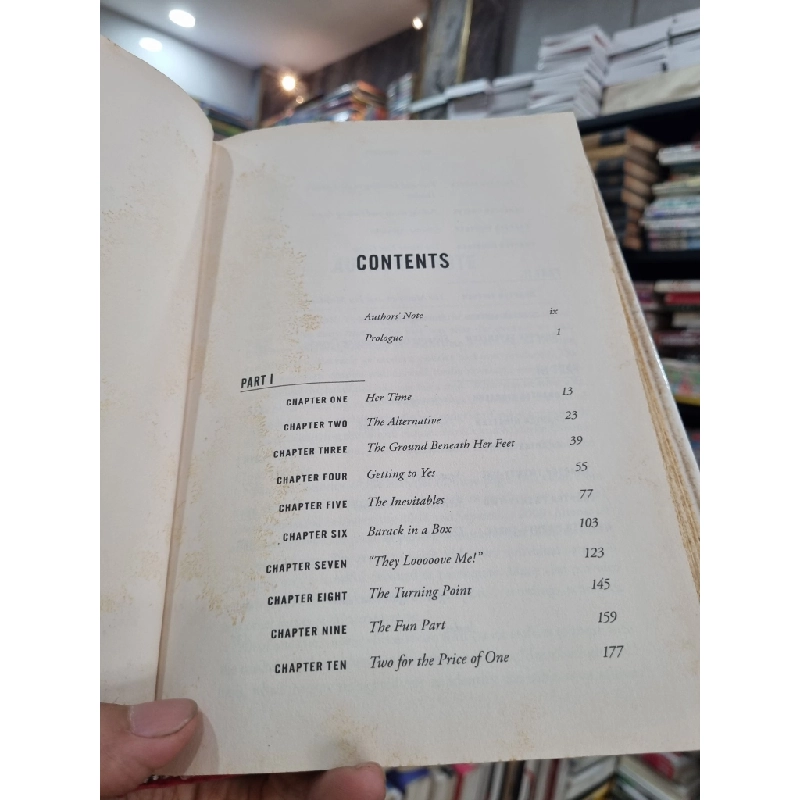 CONTENTS
Authors' Note ix
Prologue 1
PART I
CHAPTER ONE Her Time 13
CHAPTER TWO The Alternative 23
CHAPTER THREE The Ground Beneath Her Feet 39
CHAPTER FOUR Getting to Yes 55
CHAPTER FIVE The Inevitables 77
CHAPTER SIX Barack in a Box 103
CHAPTER SEVEN "They Looooove Me!" 123
CHAPTER EIGHT The Turning Point 145
CHAPTER NINE The Fun Part 159
CHAPTER TEN Two for the Price of One 177